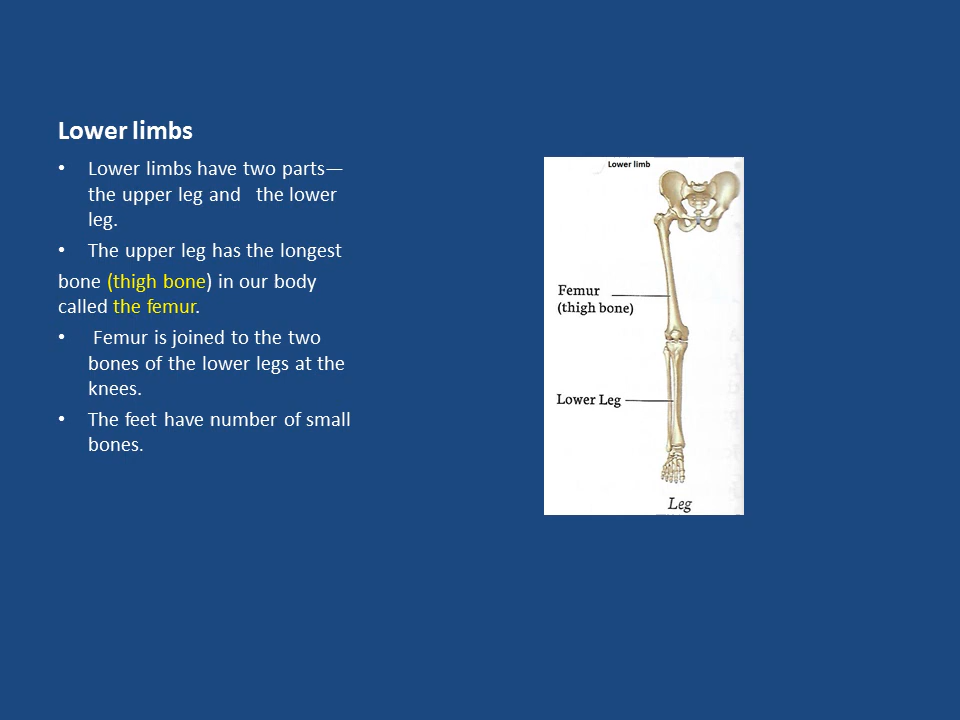 Lower limbs
• Lower limbs have two parts—
the upper leg and   the lower
leg.
• The upper leg has the longest
bone (thigh bone) in our body
called the femur.
• Femur is joined to the two
bones of the lower legs at the
knees.
• The feet have number of small
bones.
Lower limb
Femur
(thigh bone)
Lower Leg
Leg